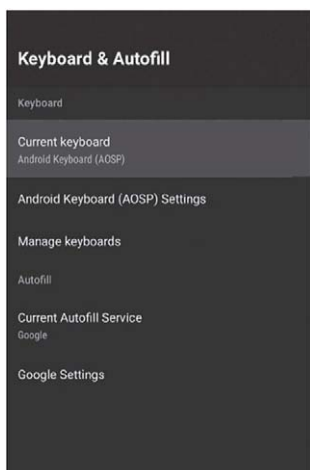 Keyboard & Autofill
Keyboard
Current keyboard
Android Keyboard (AOSP)
Android Keyboard (AOSP) Settings
Manage keyboards
Autofill
Current Autofill Service
Google
Google Settings